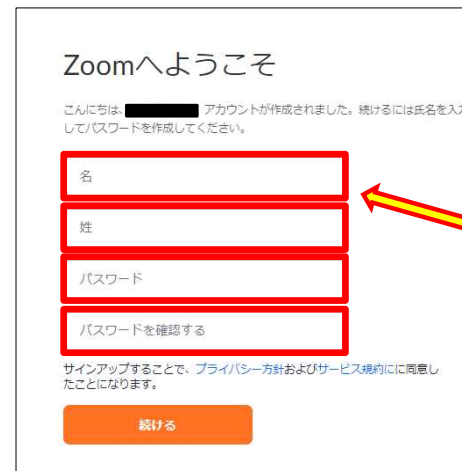 Zoomへようこそ
こんにちは、 アカウントが作成されました。続けるには氏名を入
してパスワードを作成してください。
名
姓
パスワード
パスワードを確認する
サインアップすることで、プライバシー方針およびサービス規約にに同意し
たことになります。
続ける